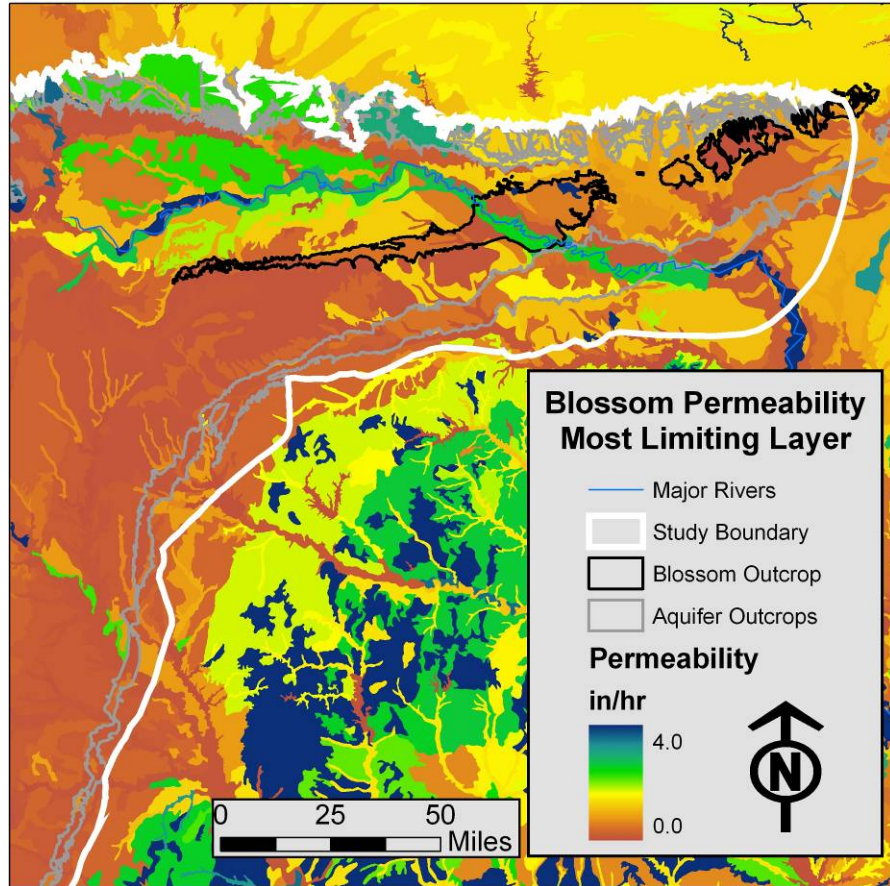 Blossom Permeability
Most Limiting Layer
Major Rivers
Study Boundary
Blossom Outcrop
Aquifer Outcrops
Permeability
in/hr
4.0
0.0
N
0 25 50
Miles